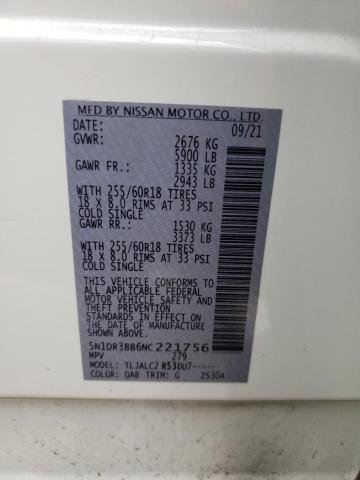 MFD BY NISSAN MOTOR CO., LTD.
DATE: 09/21
GVWR: 2676 KG
5900 LB
GAWR FR.: 1335 KG
2943 LB
WITH 255/60R18 TIRES
18 X 8.0 RIMS AT 33 PSI
COLD SINGLE
GAWR RR.: 1530 KG
3373 LB
WITH 255/60R18 TIRES
18 X 8.0 RIMS AT 33 PSI
COLD SINGLE
THIS VEHICLE CONFORMS TO
ALL APPLICABLE FEDERAL
MOTOR VEHICLE SAFETY
AND THEFT PREVENTION
STANDARDS IN EFFECT ON
THE DATE OF MANUFACTURE
SHOWN ABOVE.
5N1DR3BB6NC221756
MPV 279
MODEL: TLJALC2 R53DU7-----
COLOR: QAB TRIM: G 2530A